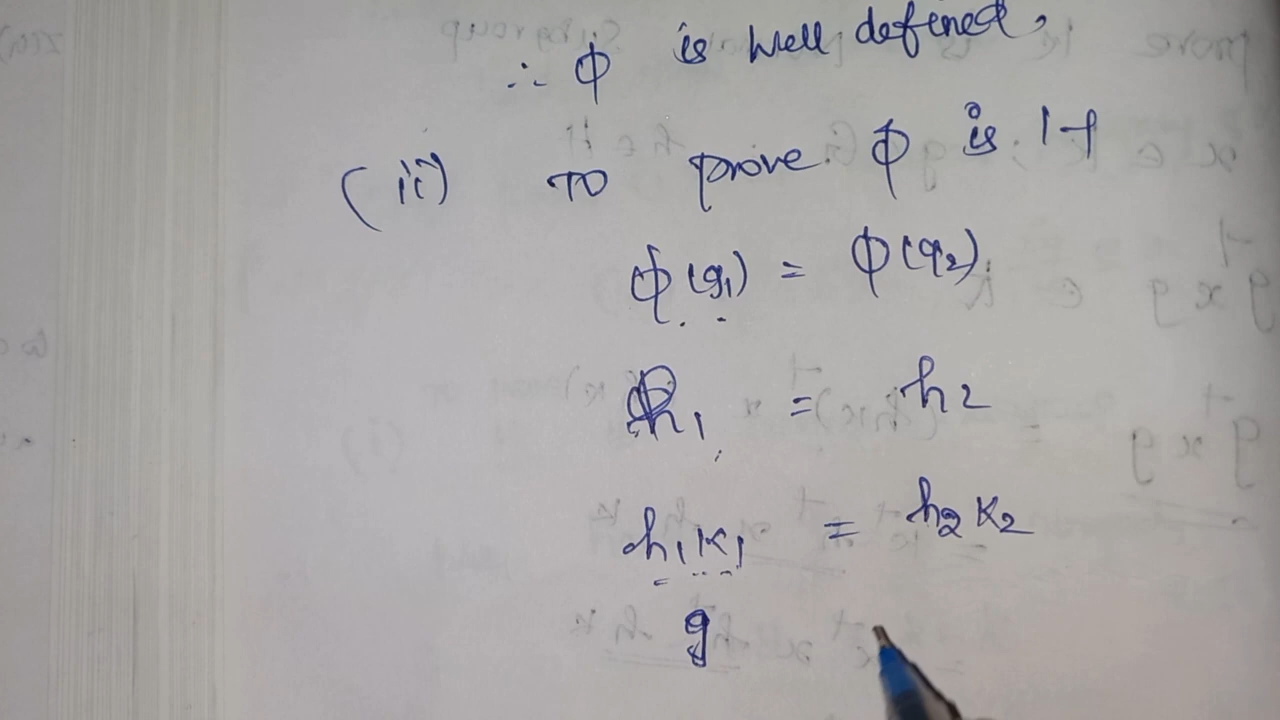 ∴ φ is well defined,
(ii) TO prove φ is 1-1
φ(g₁) = φ(g₂)
h₁ = h₂
h₁k₁ = h₂k₂
g